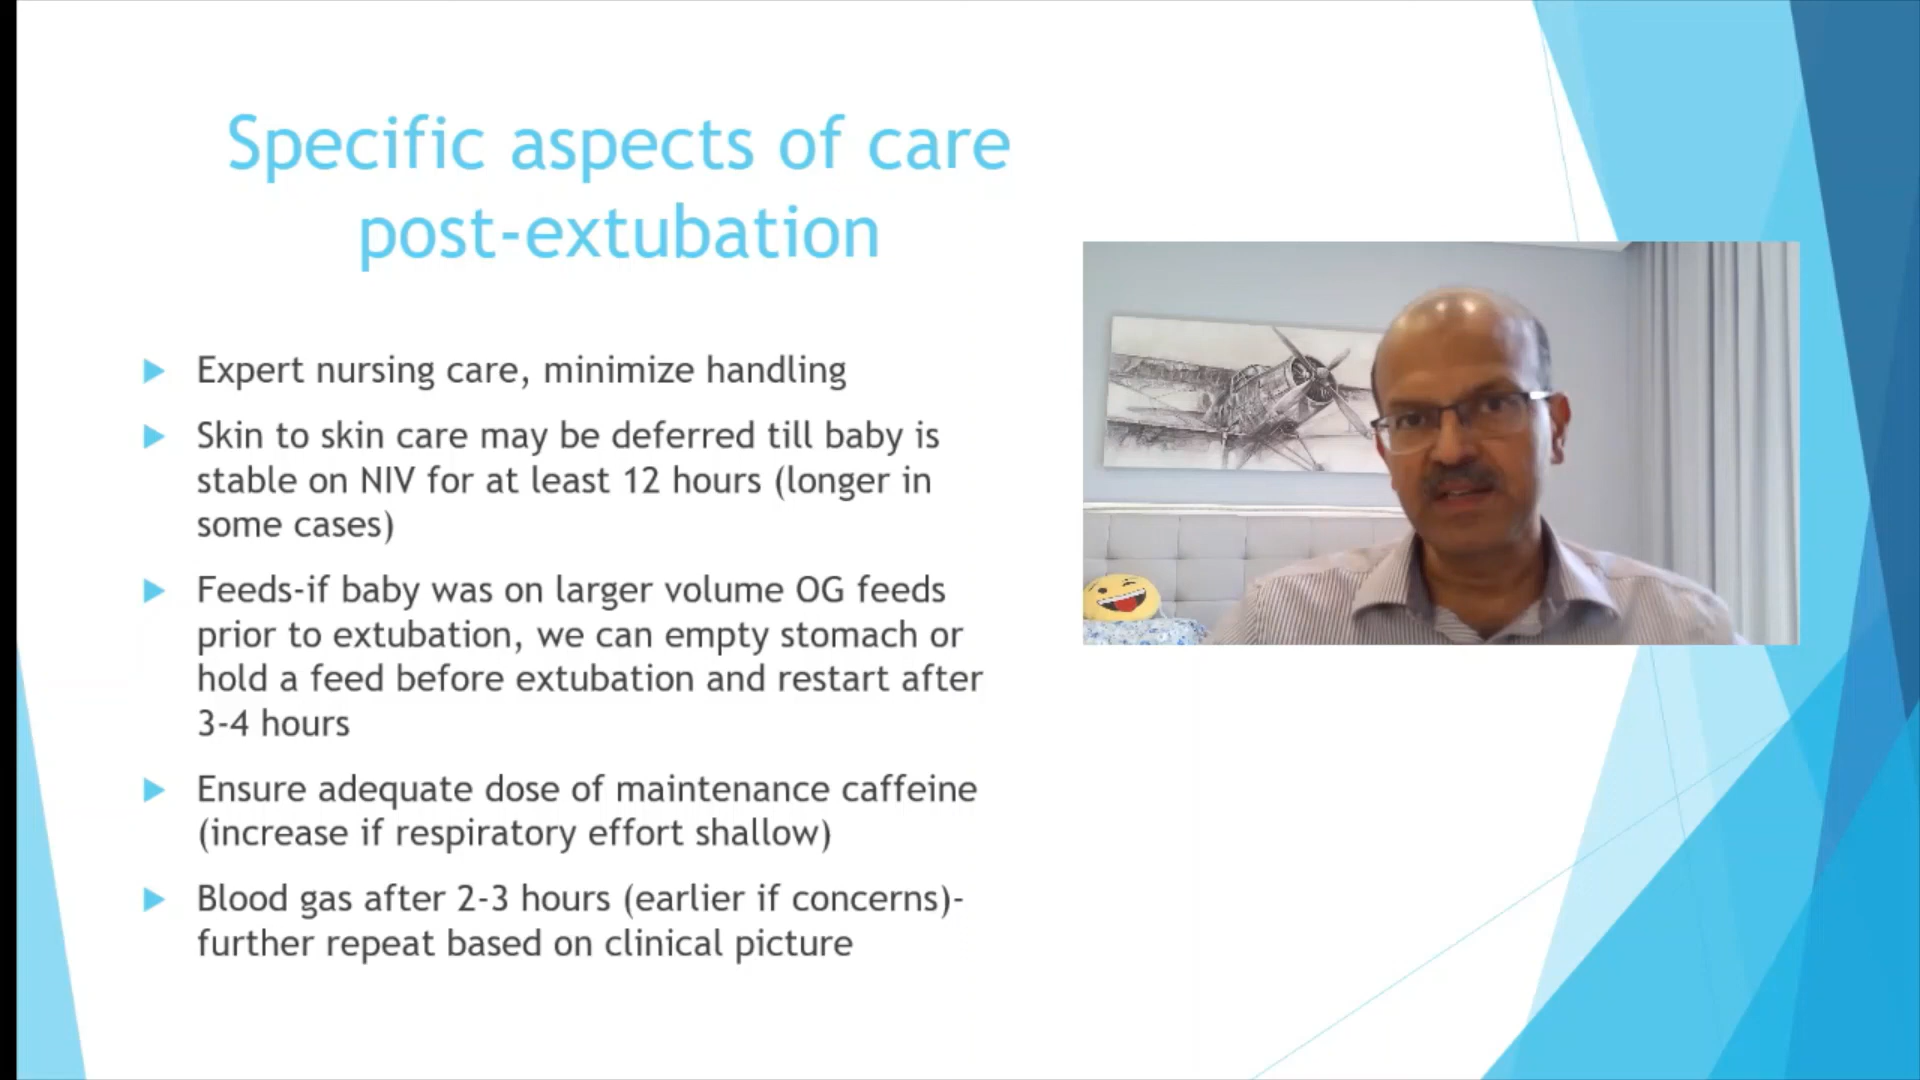 Specific aspects of care
post-extubation
Expert nursing care, minimize handling
Skin to skin care may be deferred till baby is
stable on NIV for at least 12 hours (longer in
some cases)
Feeds-if baby was on larger volume OG feeds
prior to extubation, we can empty stomach or
hold a feed before extubation and restart after
3-4 hours
Ensure adequate dose of maintenance caffeine
(increase if respiratory effort shallow)
Blood gas after 2-3 hours (earlier if concerns)-
further repeat based on clinical picture